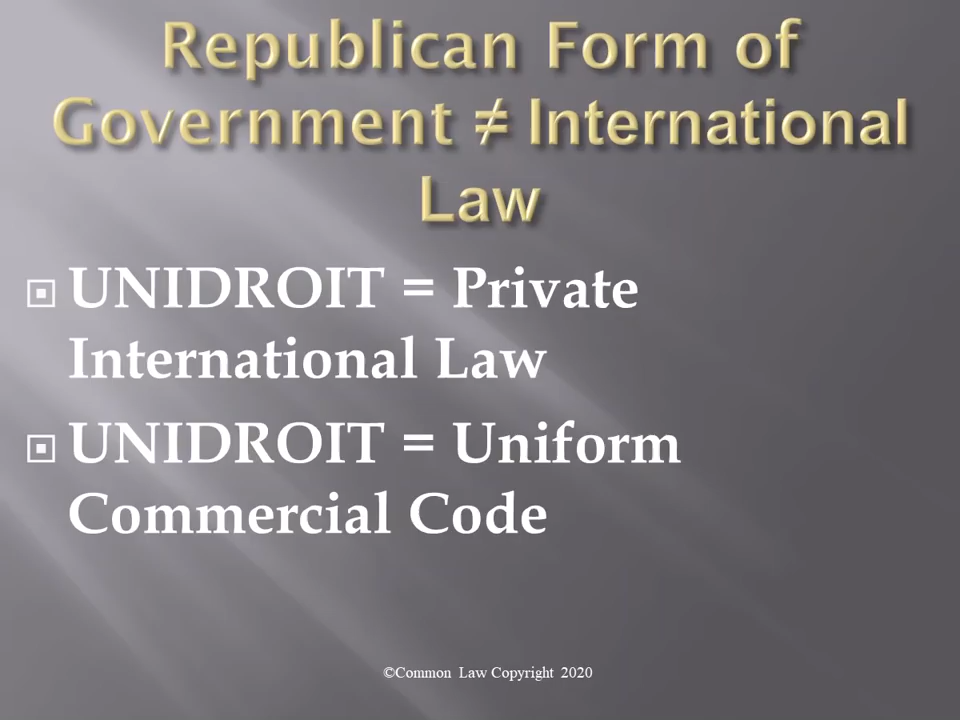 Republican Form of
Government ≠ International
Law
UNIDROIT = Private
International Law
UNIDROIT = Uniform
Commercial Code
©Common Law Copyright 2020